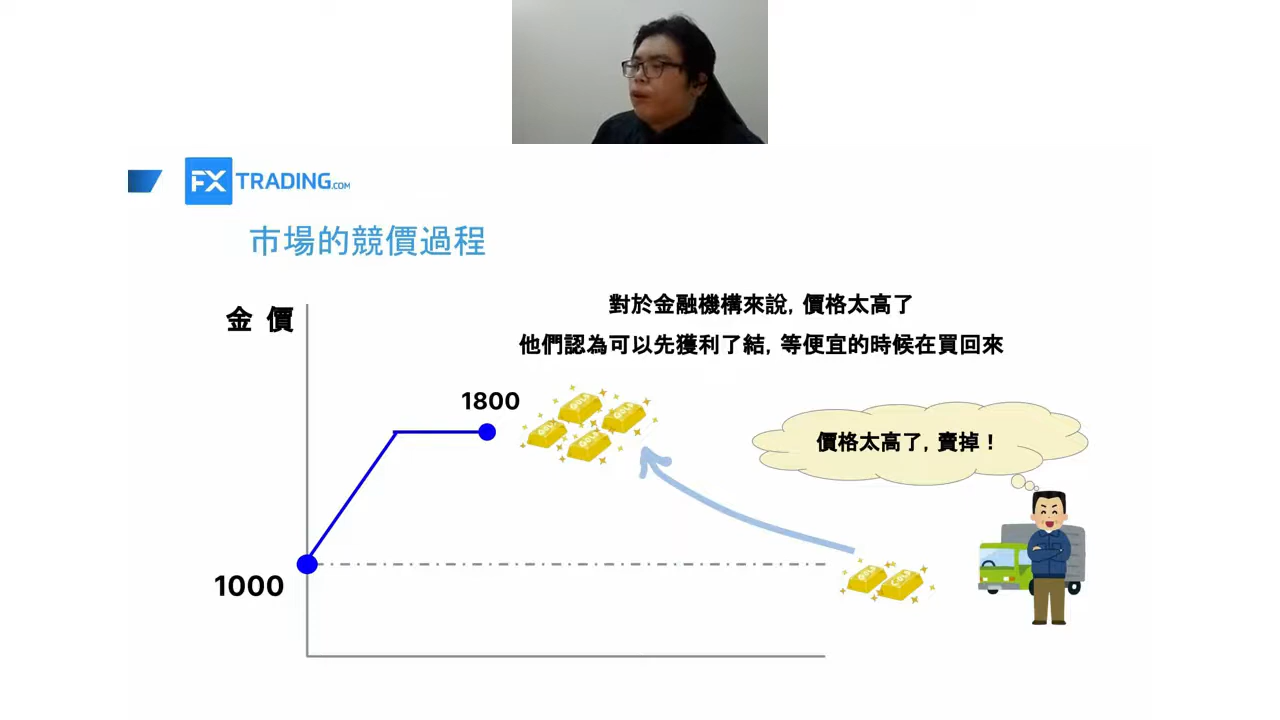 FX TRADING.COM
市場的競價過程
金 價
對於金融機構來說, 價格太高了
他們認為可以先獲利了結, 等便宜的時候在買回來
1800
價格太高了, 賣掉！
1000